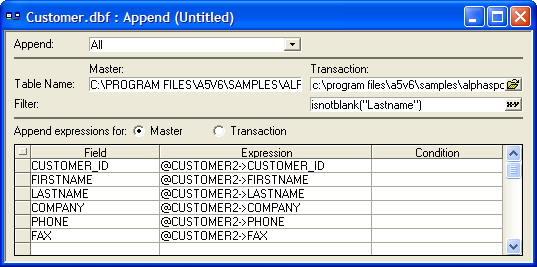 Customer.dbf : Append (Untitled)
Append: All
Master: Transaction:
Table Name: C:\PROGRAM FILES\A5V6\SAMPLES\ALF c:\program files\a5v6\samples\alphaspo
Filter: isnotblank("Lastname") x-y
Append expressions for: Master Transaction
Field Expression Condition
CUSTOMER_ID @CUSTOMER2->CUSTOMER_ID
FIRSTNAME @CUSTOMER2->FIRSTNAME
LASTNAME @CUSTOMER2->LASTNAME
COMPANY @CUSTOMER2->COMPANY
PHONE @CUSTOMER2->PHONE
FAX @CUSTOMER2->FAX